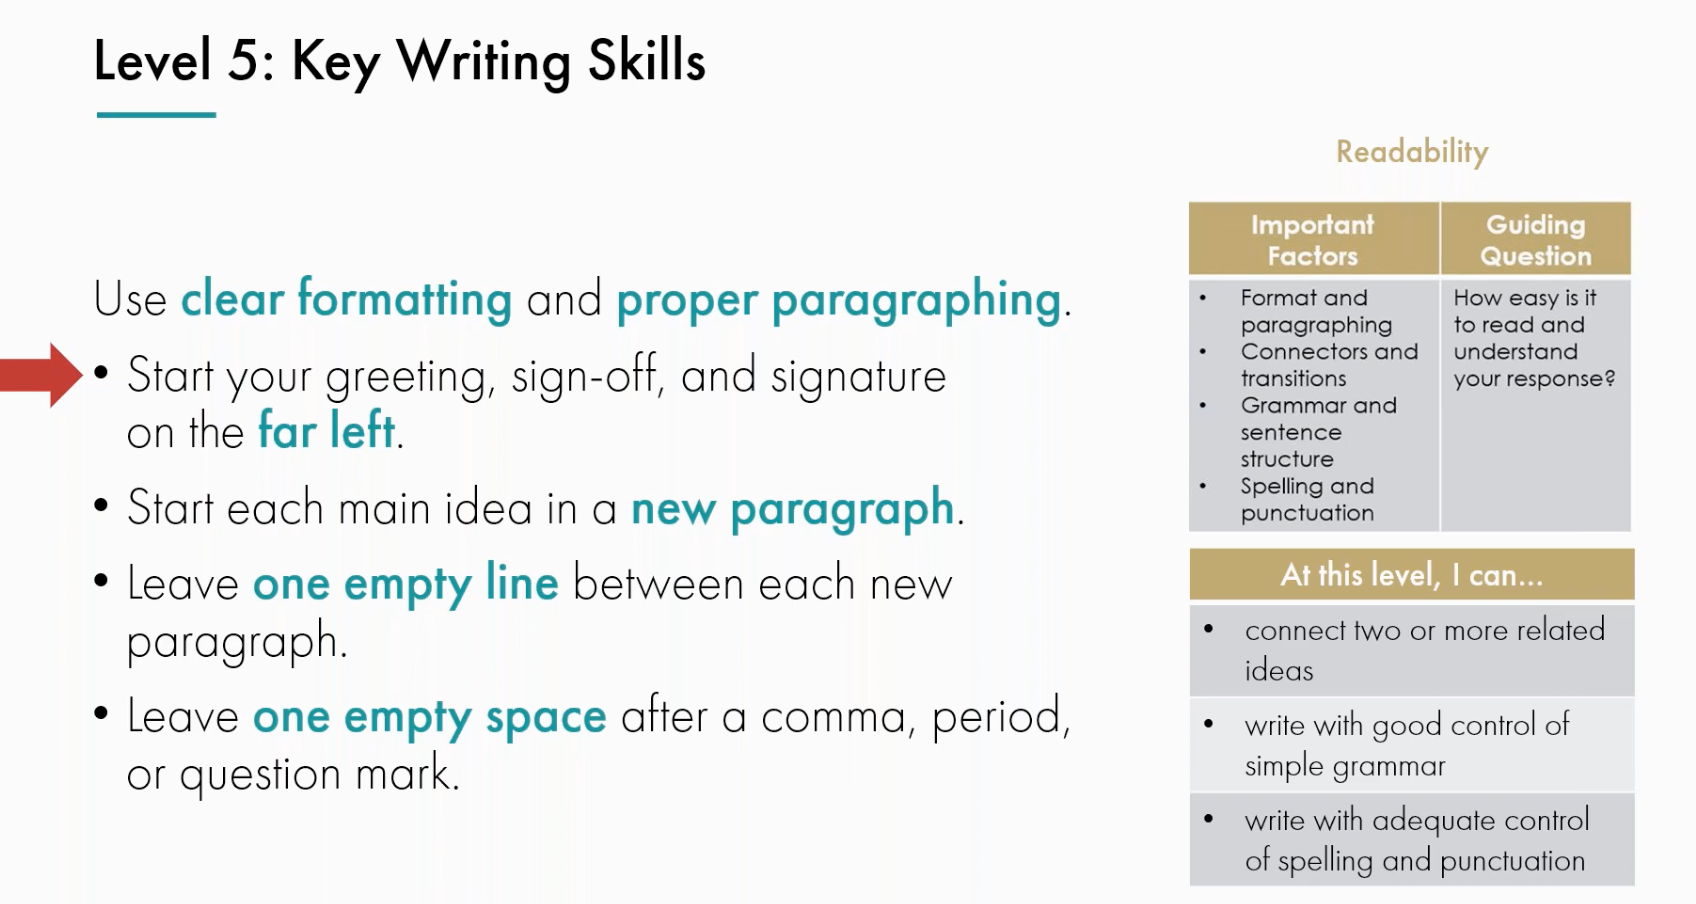 Level 5: Key Writing Skills
Use clear formatting and proper paragraphing.
• Start your greeting, sign-off, and signature
on the far left.
• Start each main idea in a new paragraph.
• Leave one empty line between each new
paragraph.
• Leave one empty space after a comma, period,
or question mark.
Readability
Important
Factors
Guiding
Question
• Format and
paragraphing
• Connectors and
transitions
• Grammar and
sentence
structure
• Spelling and
punctuation
How easy is it
to read and
understand
your response?
At this level, I can...
• connect two or more related
ideas
• write with good control of
simple grammar
• write with adequate control
of spelling and punctuation